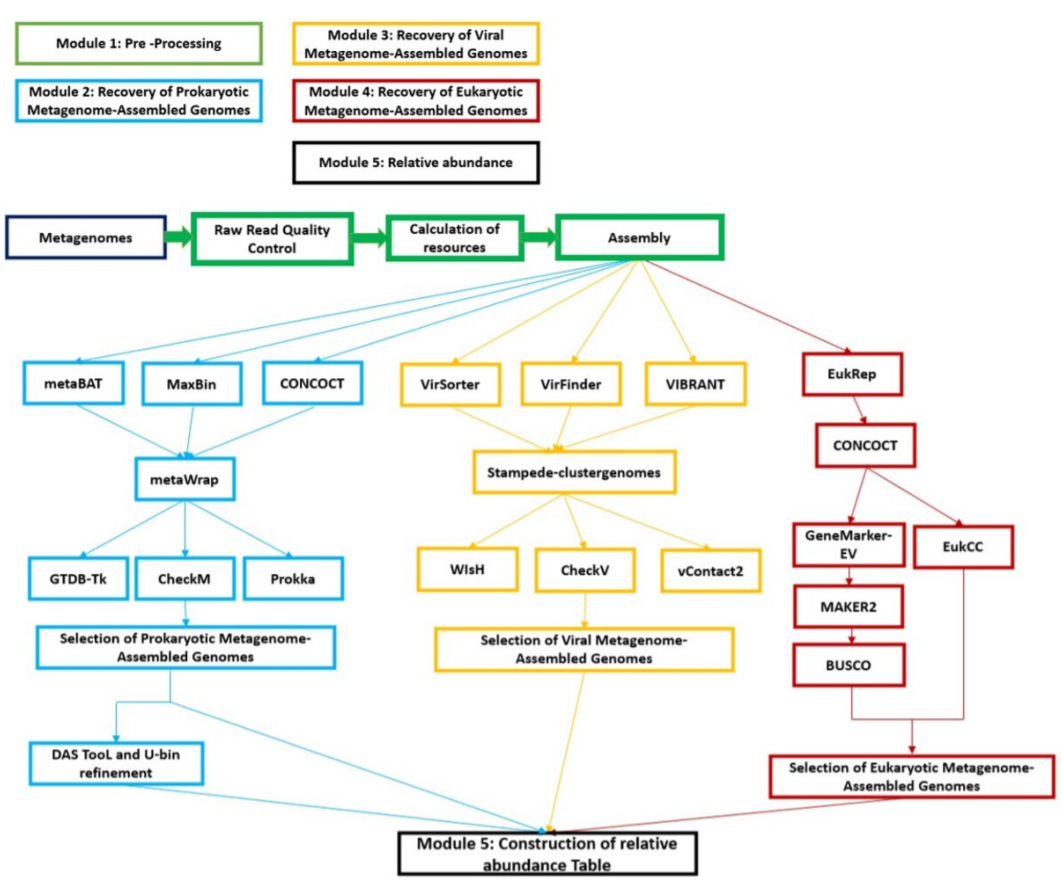 Module 1: Pre -Processing
Module 3: Recovery of Viral
Metagenome-Assembled Genomes
Module 2: Recovery of Prokaryotic
Metagenome-Assembled Genomes
Module 4: Recovery of Eukaryotic
Metagenome-Assembled Genomes
Module 5: Relative abundance
Metagenomes
Raw Read Quality
Control
Calculation of
resources
Assembly
metaBAT
MaxBin
CONCOCT
VirSorter
VirFinder
VIBRANT
EukRep
CONCOCT
metaWrap
Stampede-clustergenomes
GeneMarker-
EV
EukCC
GTDB-Tk
CheckM
Prokka
WIsH
CheckV
vContact2
MAKER2
BUSCO
Selection of Prokaryotic Metagenome-
Assembled Genomes
Selection of Viral Metagenome-
Assembled Genomes
DAS TooL and U-bin
refinement
Selection of Eukaryotic Metagenome-
Assembled Genomes
Module 5: Construction of relative
abundance Table